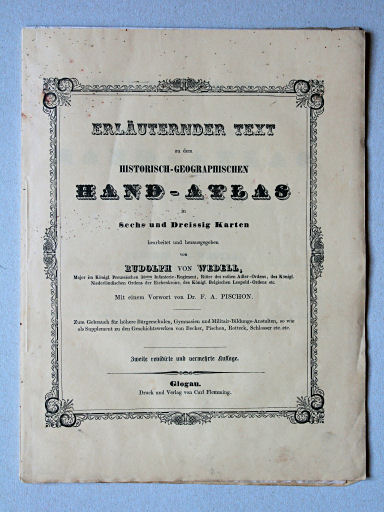 ERLÄUTERNDER TEXT
zu dem
HISTORISCH-GEOGRAPHISCHEN
HAND-ATLAS
in
Sechs und Dreissig Karten
bearbeitet und herausgegeben
von
RUDOLPH VON WEDELL,
Major im Königl. Preussischen Infanterie-Regiment, Ritter des rothen Adler-Ordens, des Königl.
Niederländischen Ordens der Eichenkrone, des Königl. Belgischen Leopold-Ordens etc.
Mit einem Vorwort von Dr. F. A. PISCHON.
Zum Gebrauch für höhere Bürgerschulen, Gymnasien und Militair-Bildungs-Anstalten, so wie
als Supplement zu den Geschichtswerken von Becker, Pischon, Rotteck, Schlosser etc. etc.
Zweite revidirte und vermehrte Auflage.
Glogau.
Druck und Verlag von Carl Flemming.